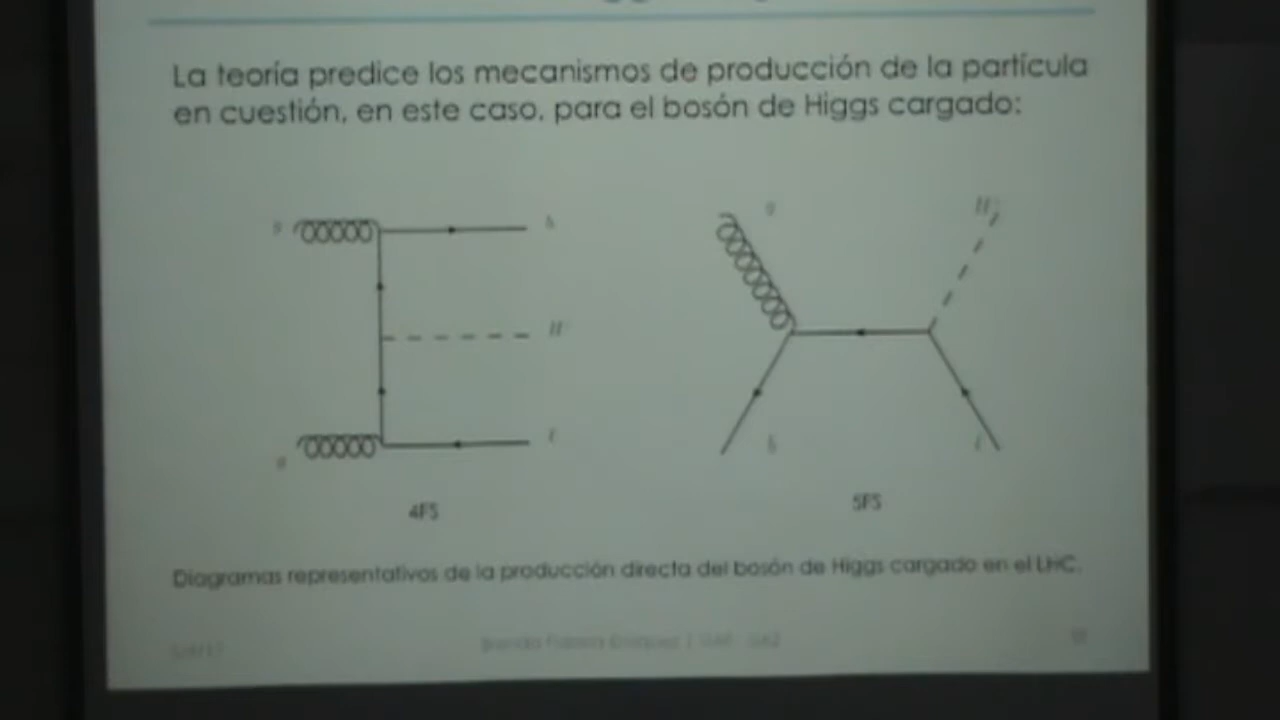 La teoría predice los mecanismos de producción de la partícula
en cuestión, en este caso, para el bosón de Higgs cargado:
g
b
g
H
H
g
b
4FS
5FS
Diagramas representativos de la producción directa del bosón de Higgs cargado en el LHC.